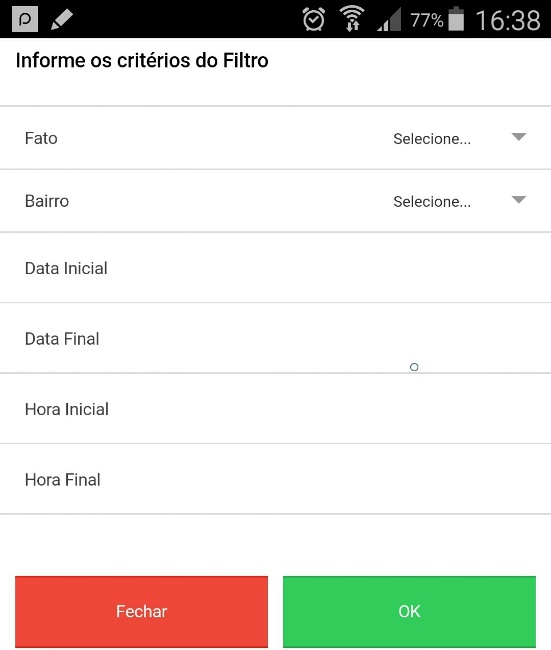 77% 16:38
Informe os critérios do Filtro
Fato Selecione...
Bairro Selecione...
Data Inicial
Data Final
Hora Inicial
Hora Final
Fechar OK